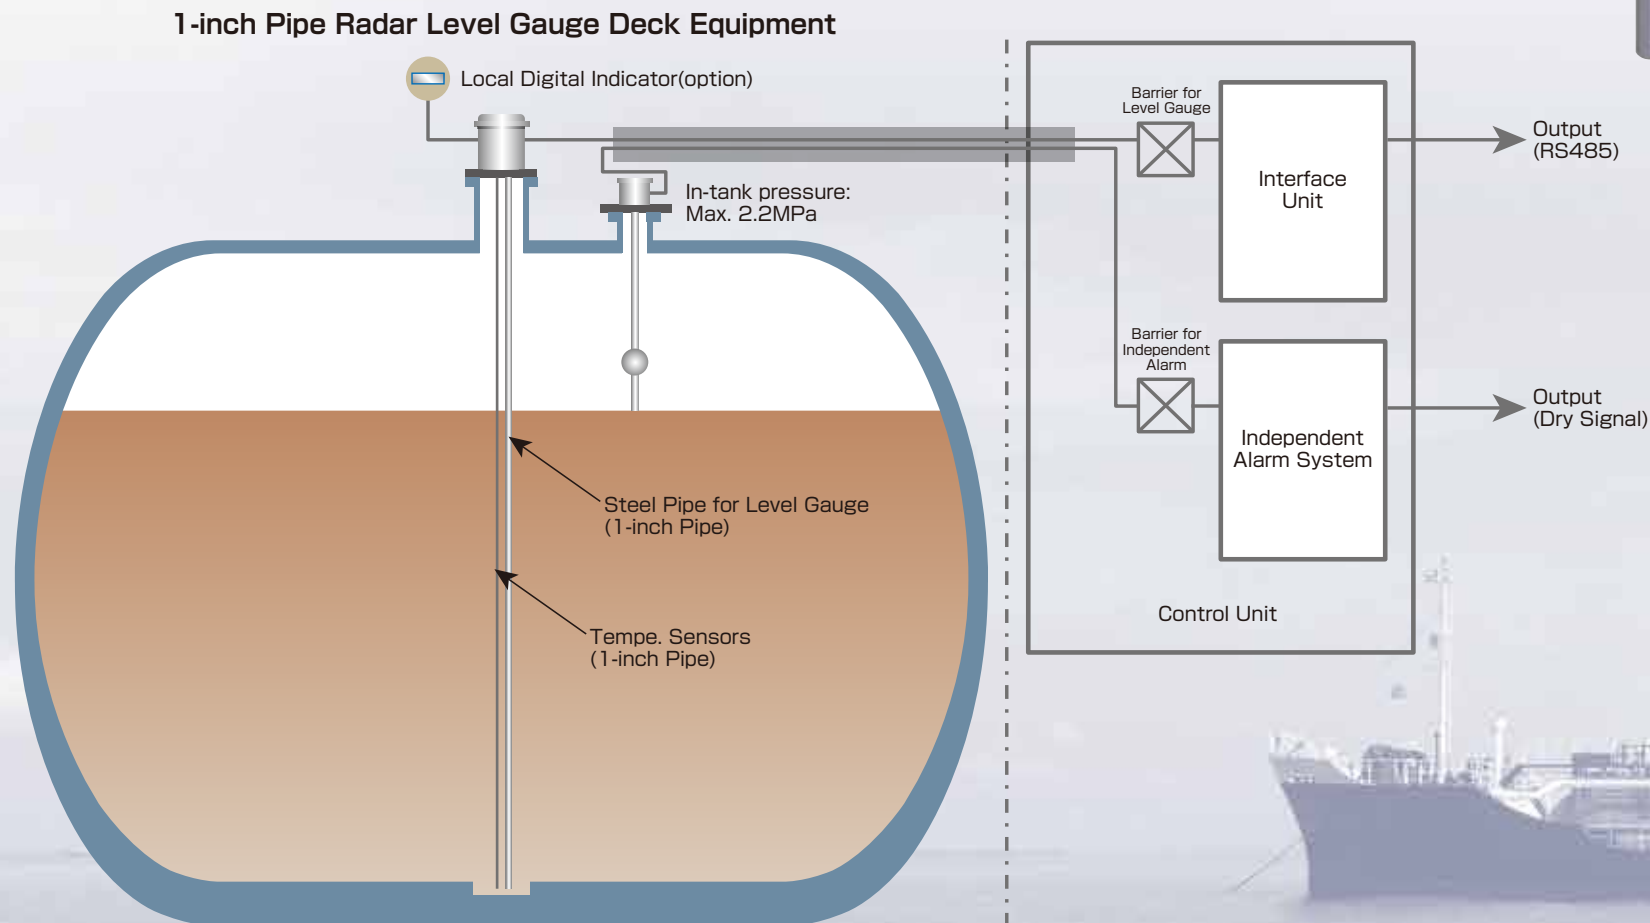 1-inch Pipe Radar Level Gauge Deck Equipment
Local Digital Indicator(option)
In-tank pressure:
Max. 2.2MPa
Steel Pipe for Level Gauge
(1-inch Pipe)
Tempe. Sensors
(1-inch Pipe)
Barrier for
Level Gauge
Interface
Unit
Output
(RS485)
Barrier for
Independent
Alarm
Independent
Alarm System
Output
(Dry Signal)
Control Unit